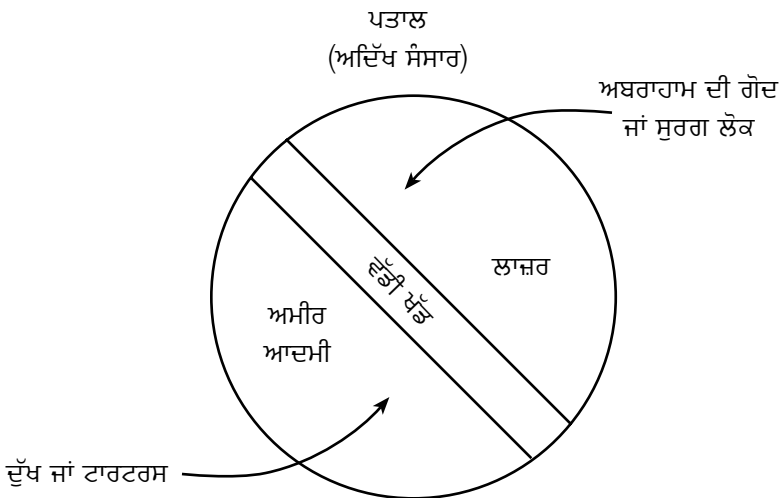 ਪਤਾਲ
(ਅਦਿੱਖ ਸੰਸਾਰ)
ਅਬਰਾਹਾਮ ਦੀ ਗੋਦ
ਜਾਂ ਸੁਰਗ ਲੋਕ
ਲਾਜ਼ਰ
ਵੱਡੀ ਖੱਡ
ਅਮੀਰ
ਆਦਮੀ
ਦੁੱਖ ਜਾਂ ਟਾਰਟਰਸ